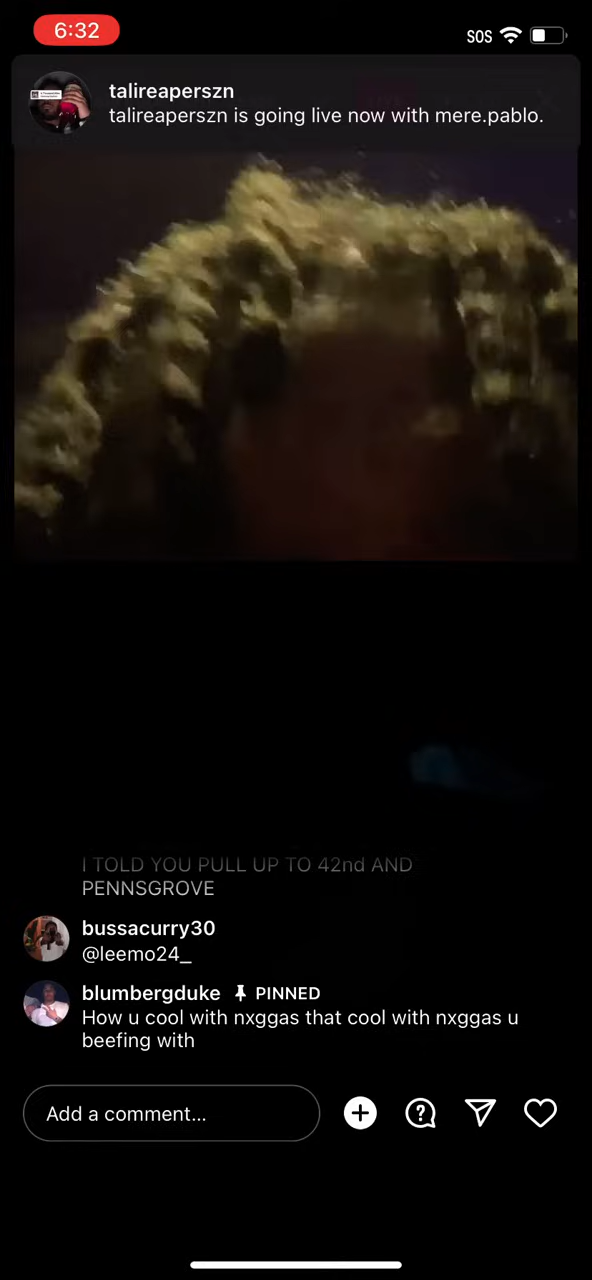 6:32
SOS
talireaperszn
talireaperszn is going live now with mere.pablo.
I TOLD YOU PULL UP TO 42nd AND
PENNSGROVE
bussacurry30
@leemo24_
blumbergduke PINNED
How u cool with nxggas that cool with nxggas u
beefing with
Add a comment...